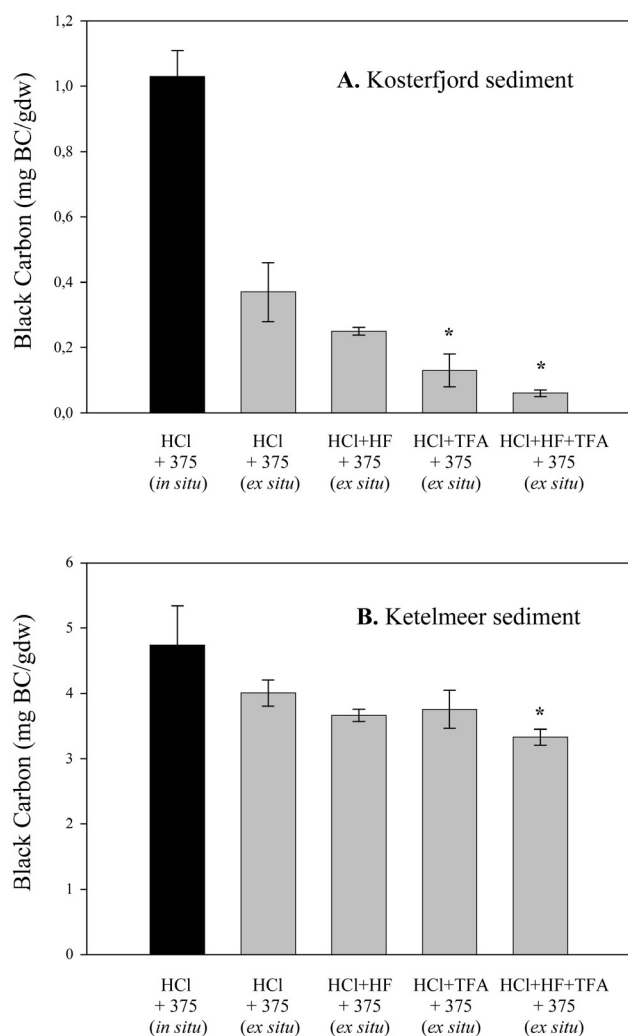 1,2
1,0
0,8
0,6
0,4
0,2
0,0
Black Carbon (mg BC/gdw)
A. Kosterfjord sediment
* *
HCl HCl HCl+HF HCl+TFA HCl+HF+TFA
+ 375 + 375 + 375 + 375 + 375
(in situ) (ex situ) (ex situ) (ex situ) (ex situ)
6
5
4
3
2
1
0
Black Carbon (mg BC/gdw)
B. Ketelmeer sediment
*
HCl HCl HCl+HF HCl+TFA HCl+HF+TFA
+ 375 + 375 + 375 + 375 + 375
(in situ) (ex situ) (ex situ) (ex situ) (ex situ)